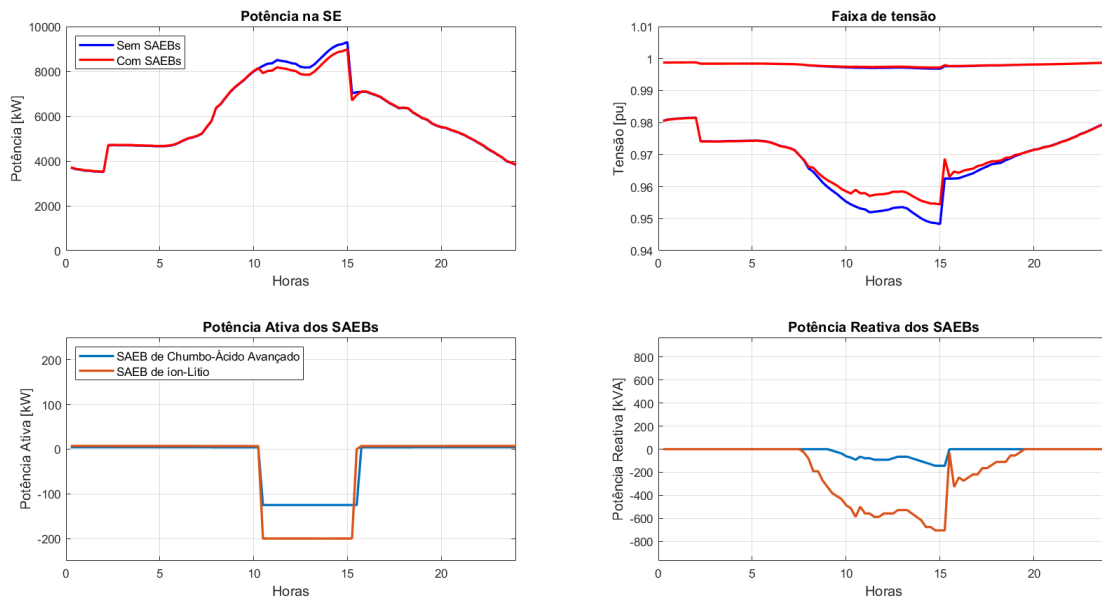 Potência na SE
Potência [kW]
10000
8000
6000
4000
2000
0
Sem SAEBs
Com SAEBs
0 5 10 15 20
Horas
Faixa de tensão
Tensão [pu]
1.01
1
0.99
0.98
0.97
0.96
0.95
0.94
0 5 10 15 20
Horas
Potência Ativa dos SAEBs
Potência Ativa [kW]
200
100
0
-100
-200
SAEB de Chumbo-Ácido Avançado
SAEB de íon-Lítio
0 5 10 15 20
Horas
Potência Reativa dos SAEBs
Potência Reativa [kVA]
800
600
400
200
0
-200
-400
-600
-800
0 5 10 15 20
Horas